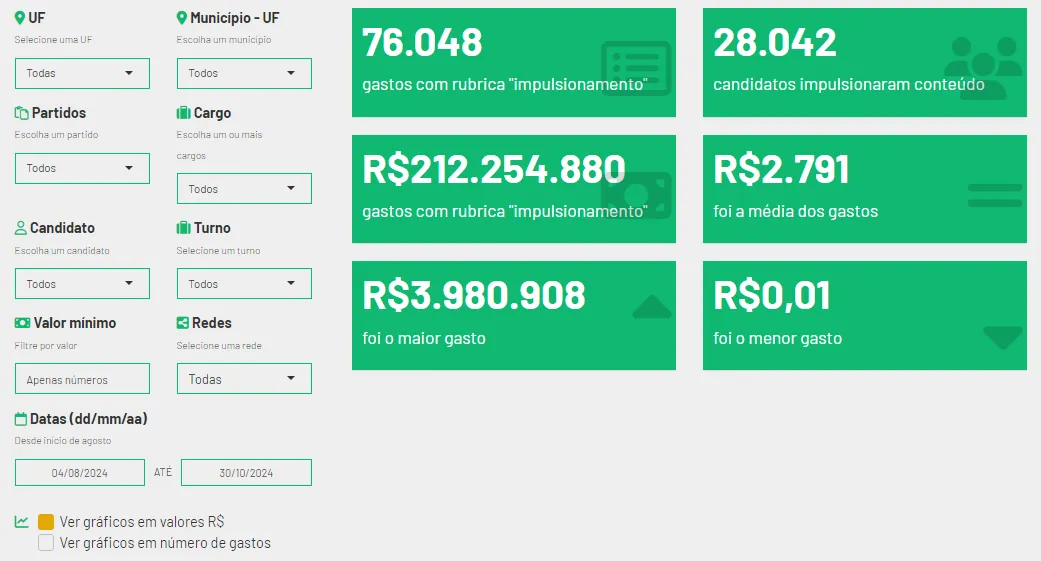 UF
Selecione uma UF
Todas
Município - UF
Escolha um município
Todos
Partidos
Escolha um partido
Todos
Cargo
Escolha um ou mais
cargos
Todos
Candidato
Escolha um candidato
Todos
Turno
Selecione um turno
Todos
Valor mínimo
Filtre por valor
Apenas números
Redes
Selecione uma rede
Todas
Datas (dd/mm/aa)
Desde inicio de agosto
04/08/2024 ATÉ 30/10/2024
Ver gráficos em valores R$
Ver gráficos em número de gastos
76.048
gastos com rubrica "impulsionamento"
28.042
candidatos impulsionaram conteúdo
R$212.254.880
gastos com rubrica "impulsionamento"
R$2.791
foi a média dos gastos
R$3.980.908
foi o maior gasto
R$0,01
foi o menor gasto